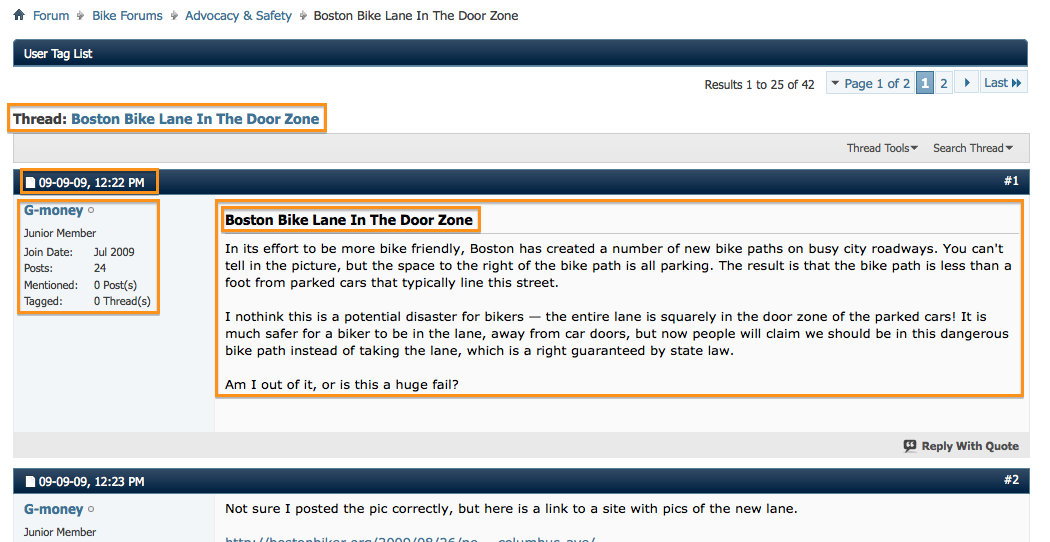 Forum Bike Forums Advocacy & Safety Boston Bike Lane In The Door Zone
User Tag List
Results 1 to 25 of 42 Page 1 of 2 1 2 Last
Thread: Boston Bike Lane In The Door Zone
Thread Tools Search Thread
09-09-09, 12:22 PM #1
G-money
Junior Member
Join Date: Jul 2009
Posts: 24
Mentioned: 0 Post(s)
Tagged: 0 Thread(s)
Boston Bike Lane In The Door Zone
In its effort to be more bike friendly, Boston has created a number of new bike paths on busy city roadways. You can't
tell in the picture, but the space to the right of the bike path is all parking. The result is that the bike path is less than a
foot from parked cars that typically line this street.
I nothink this is a potential disaster for bikers — the entire lane is squarely in the door zone of the parked cars! It is
much safer for a biker to be in the lane, away from car doors, but now people will claim we should be in this dangerous
bike path instead of taking the lane, which is a right guaranteed by state law.
Am I out of it, or is this a huge fail?
Reply With Quote
09-09-09, 12:23 PM #2
G-money
Junior Member
Not sure I posted the pic correctly, but here is a link to a site with pics of the new lane.